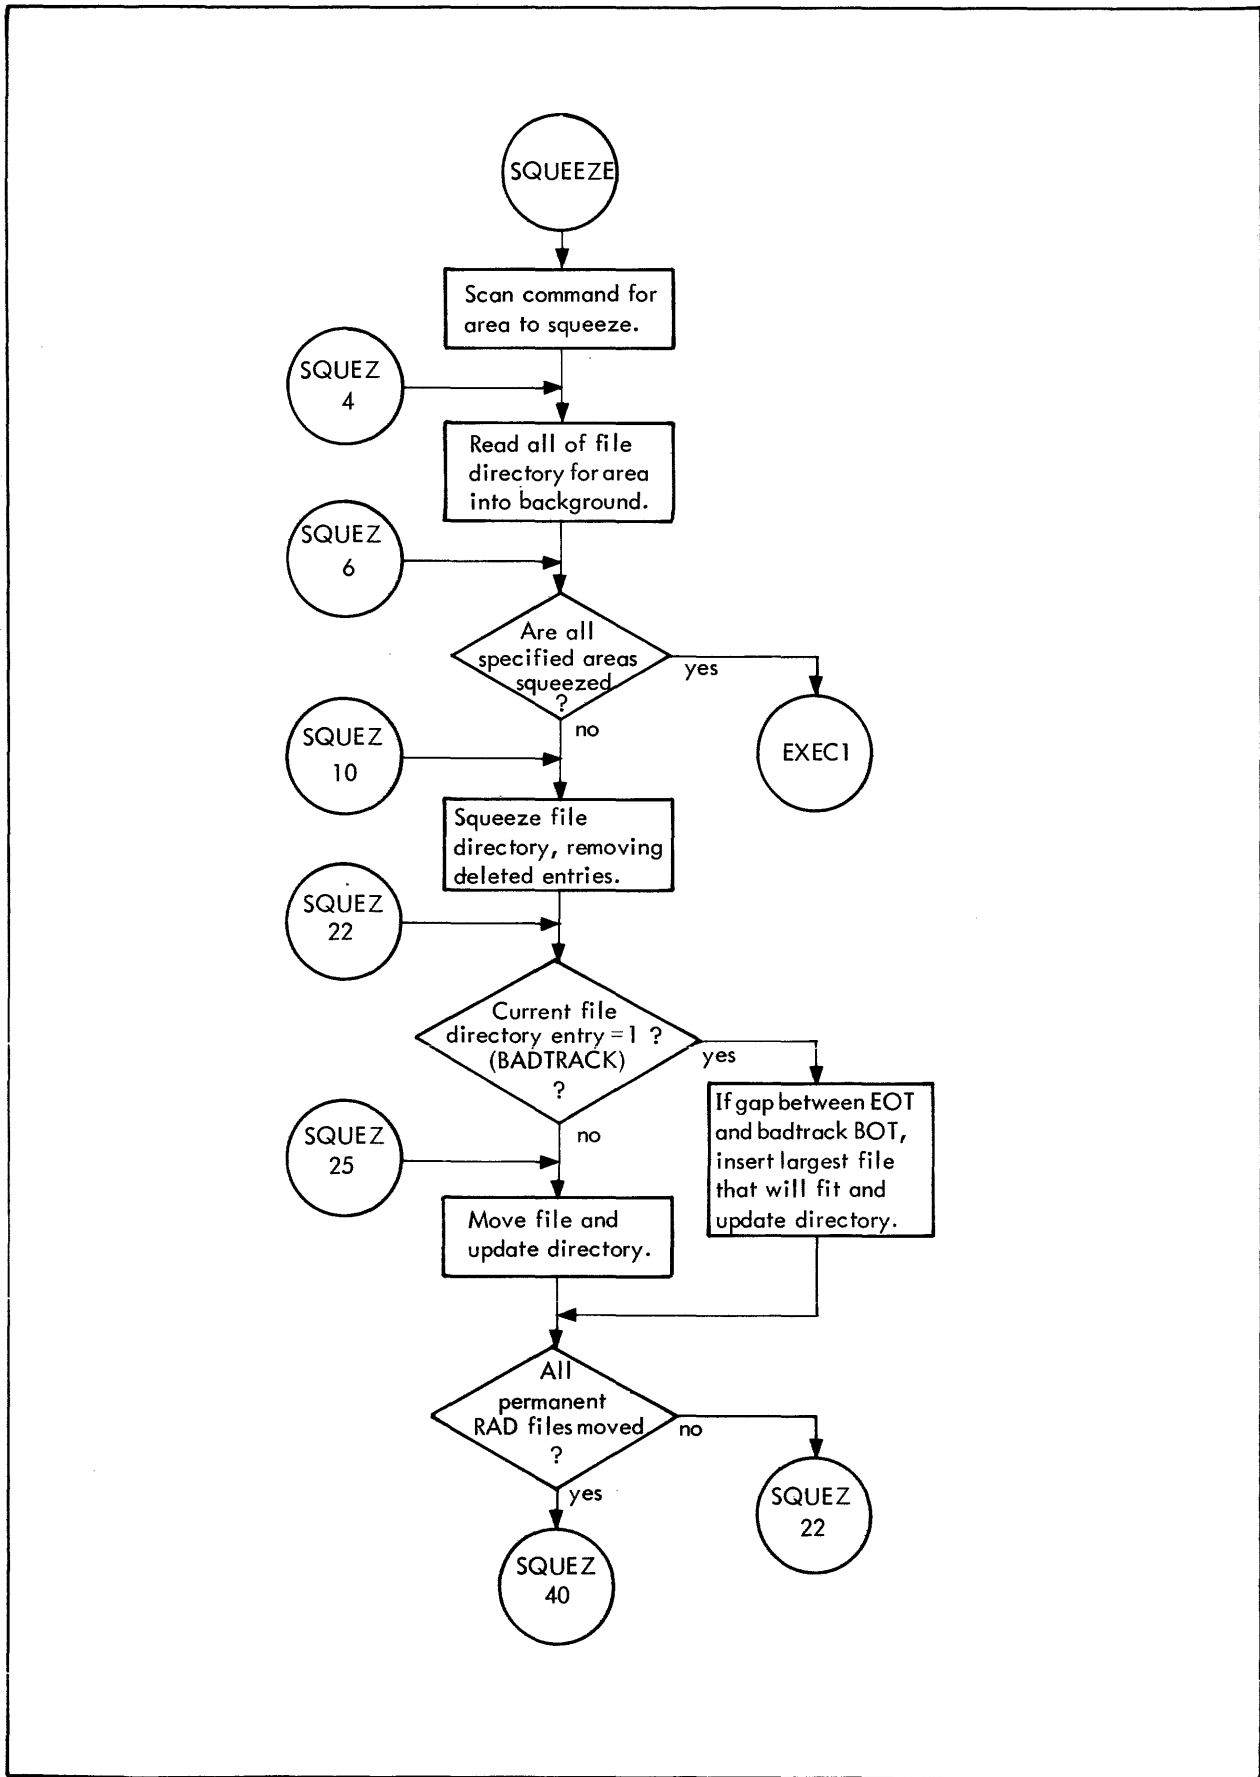 SQUEEZE
Scan command for
area to squeeze.
SQUEZ
4
Read all of file
directory for area
into background.
SQUEZ
6
Are all
specified areas
squeezed
?
yes
no
EXEC1
SQUEZ
10
Squeeze file
directory, removing
deleted entries.
SQUEZ
22
Current file
directory entry = 1 ?
(BADTRACK)
?
yes
no
If gap between EOT
and badtrack BOT,
insert largest file
that will fit and
update directory.
SQUEZ
25
Move file and
update directory.
All
permanent
RAD files moved
?
no
yes
SQUEZ
22
SQUEZ
40